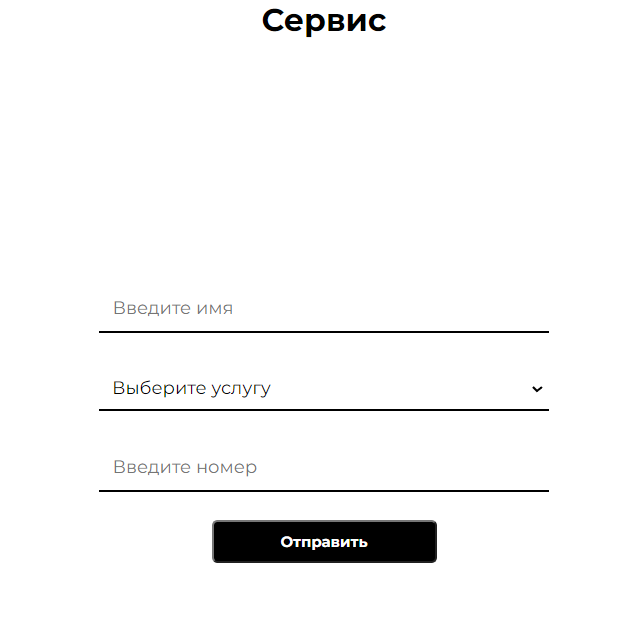 Сервис
Введите имя
Выберите услугу
Введите номер
Отправить